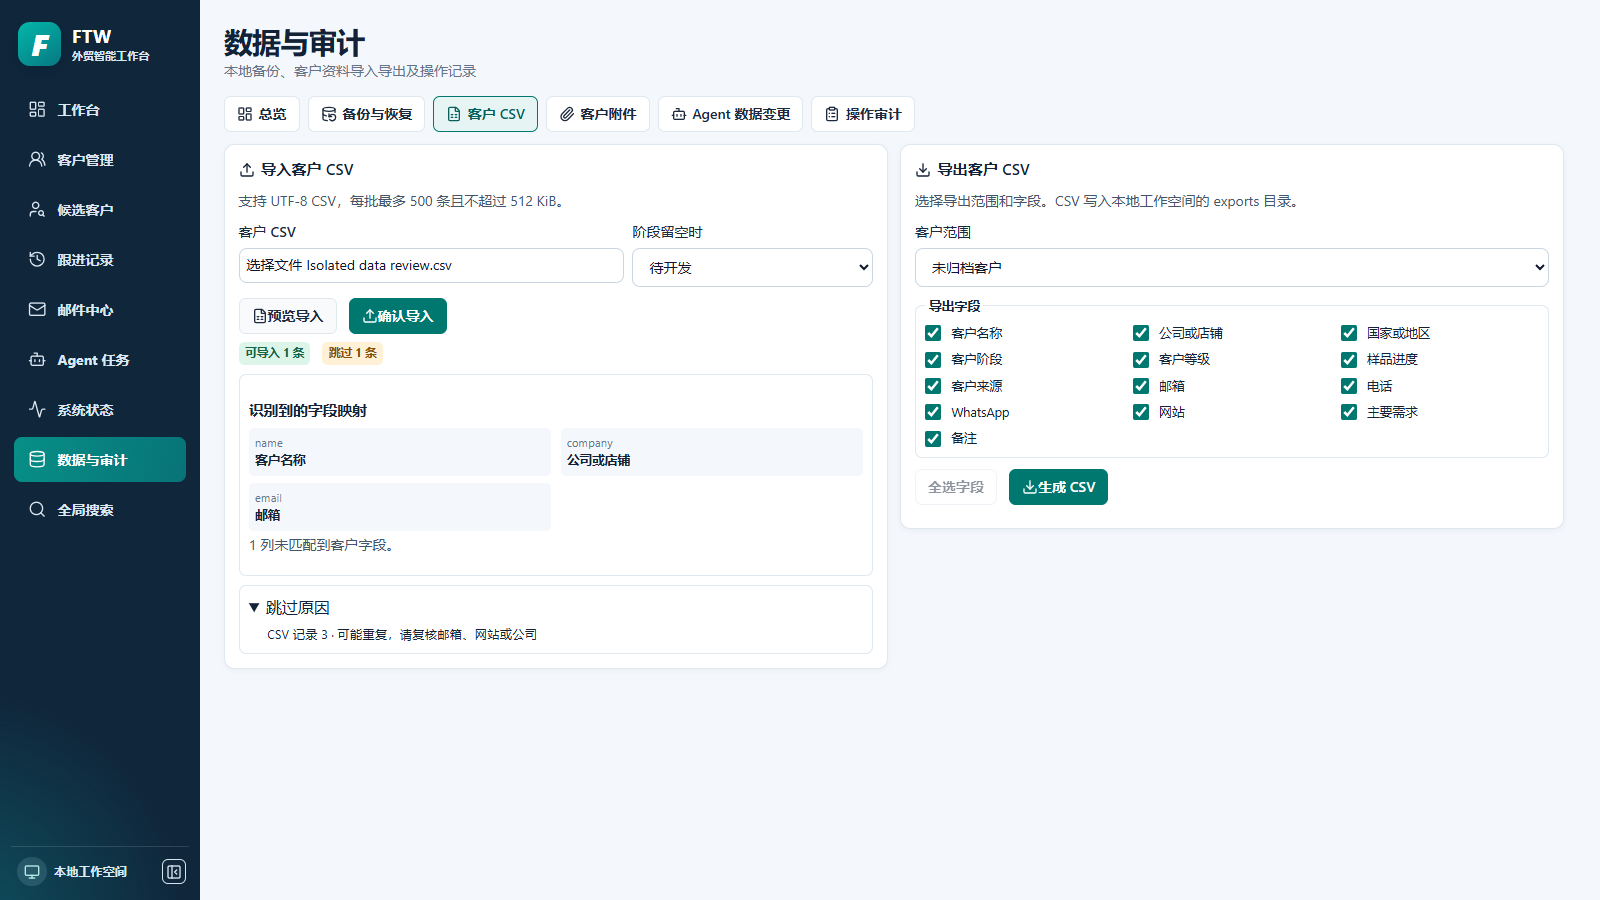 F
FTW
外贸智能工作台
工作台
客户管理
候选客户
跟进记录
邮件中心
Agent 任务
系统状态
数据与审计
全局搜索
本地工作空间
数据与审计
本地备份、客户资料导入导出及操作记录
总览
备份与恢复
客户 CSV
客户附件
Agent 数据变更
操作审计
导入客户 CSV
支持 UTF-8 CSV，每批最多 500 条且不超过 512 KiB。
客户 CSV
阶段留空时
选择文件 Isolated data review.csv
待开发
预览导入
确认导入
可导入 1 条
跳过 1 条
识别到的字段映射
name
客户名称
company
公司或店铺
email
邮箱
1 列未匹配到客户字段。
跳过原因
CSV 记录 3 · 可能重复，请复核邮箱、网站或公司
导出客户 CSV
选择导出范围和字段。CSV 写入本地工作空间的 exports 目录。
客户范围
未归档客户
导出字段
客户名称
公司或店铺
国家或地区
客户阶段
客户等级
样品进度
客户来源
邮箱
电话
WhatsApp
网站
主要需求
备注
全选字段
生成 CSV